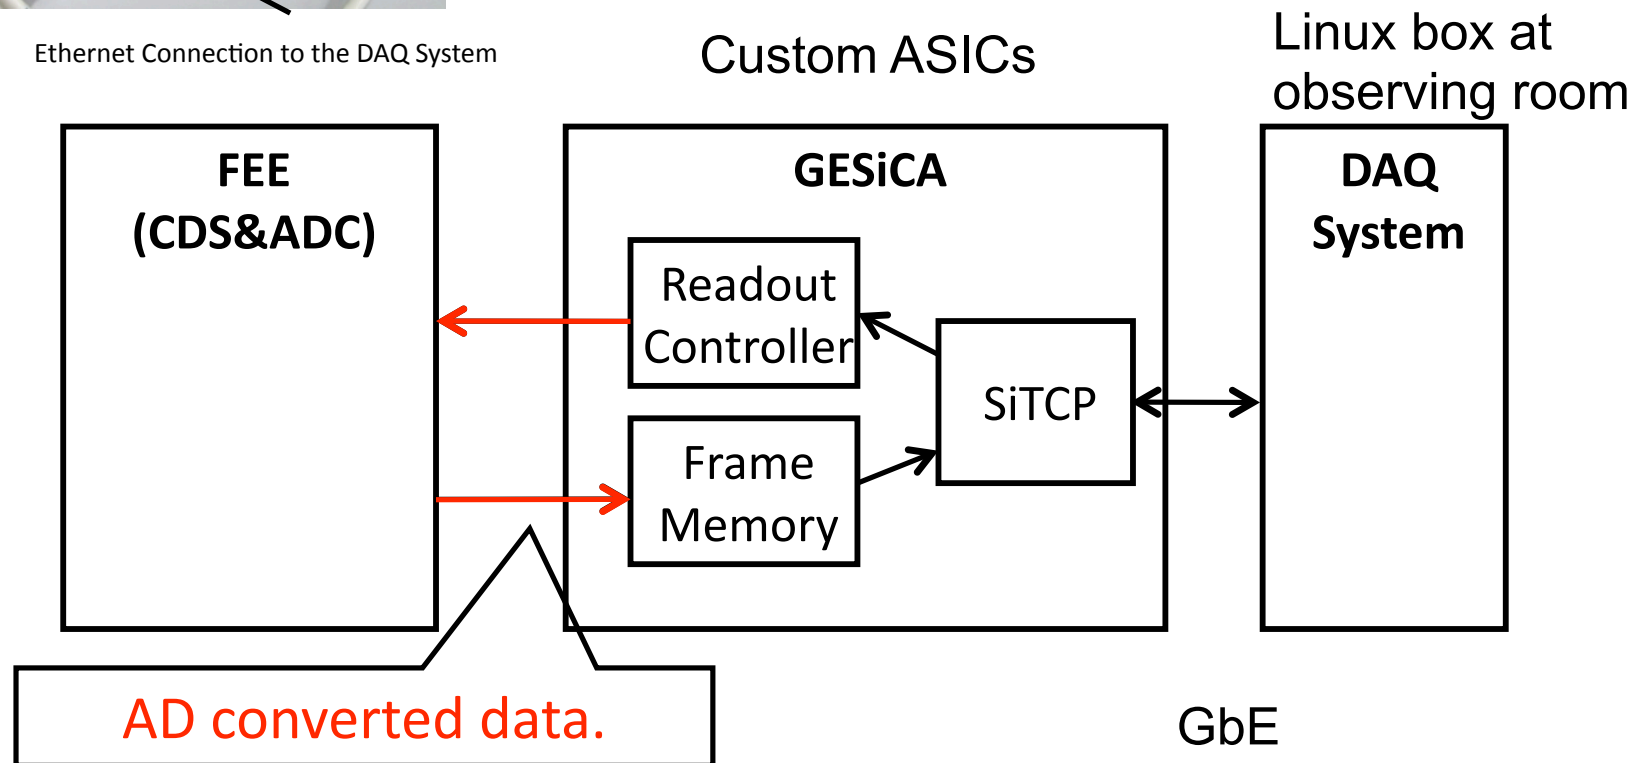 Ethernet Connection to the DAQ System
Custom ASICs
Linux box at
observing room
FEE
(CDS&ADC)
GESiCA
DAQ
System
Readout
Controller
SiTCP
Frame
Memory
AD converted data.
GbE